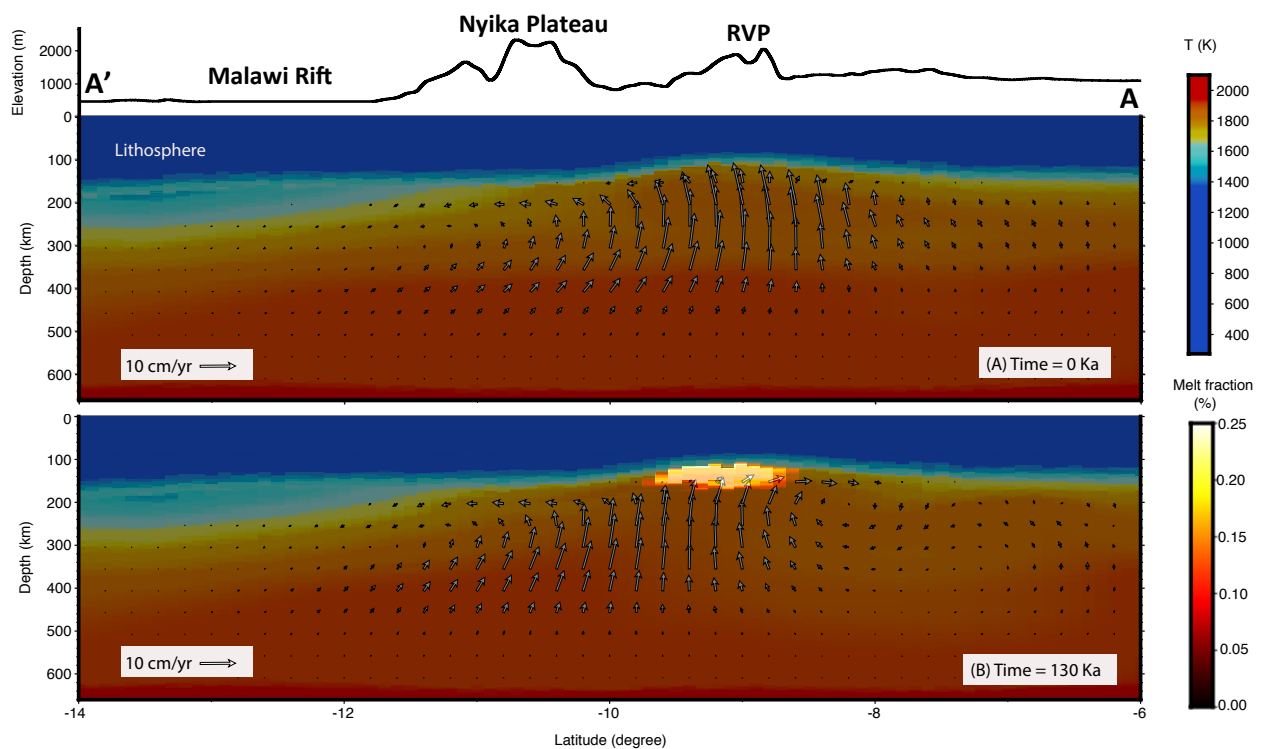 Nyika Plateau
RVP
Malawi Rift
A'
A
Elevation (m)
2000
1000
0
Lithosphere
100
200
300
400
500
600
Depth (km)
10 cm/yr
(A) Time = 0 Ka
0
100
200
300
400
500
600
Depth (km)
10 cm/yr
(B) Time = 130 Ka
-14
-12
-10
-8
-6
Latitude (degree)
T (K)
2000
1800
1600
1400
1200
1000
800
600
400
Melt fraction
(%)
0.25
0.20
0.15
0.10
0.05
0.00